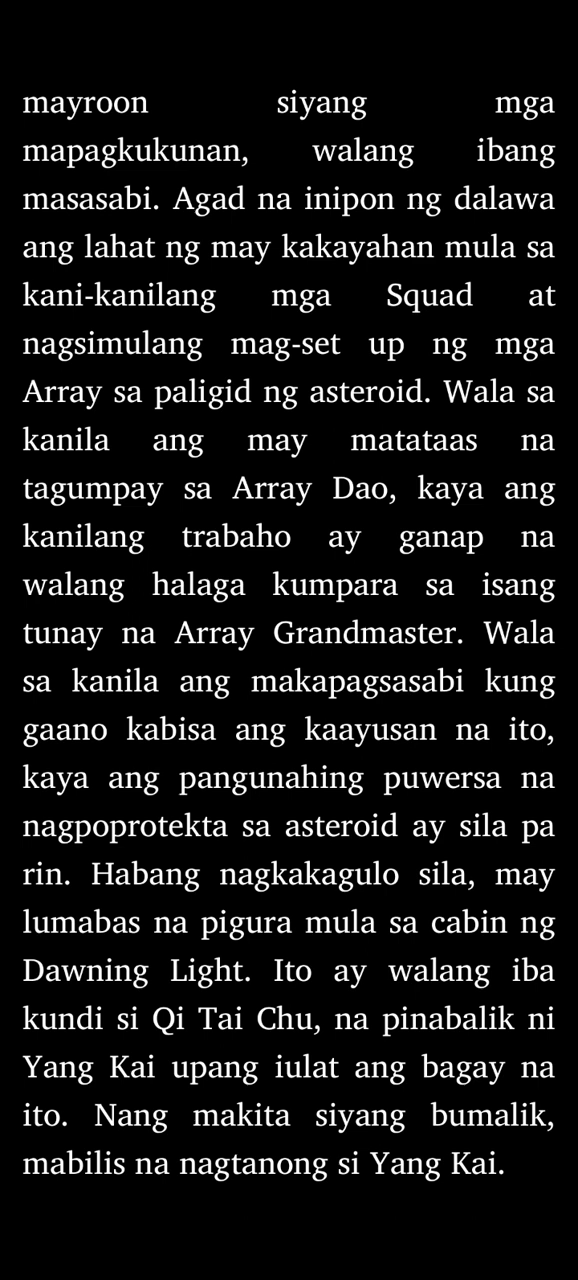 mayroon siyang mga
mapagkukunan, walang ibang
masasabi. Agad na inipon ng dalawa
ang lahat ng may kakayahan mula sa
kani-kanilang mga Squad at
nagsimulang mag-set up ng mga
Array sa paligid ng asteroid. Wala sa
kanila ang may matataas na
tagumpay sa Array Dao, kaya ang
kanilang trabaho ay ganap na
walang halaga kumpara sa isang
tunay na Array Grandmaster. Wala
sa kanila ang makapagsasabi kung
gaano kabisa ang kaayusan na ito,
kaya ang pangunahing puwersa na
nagpoprotekta sa asteroid ay sila pa
rin. Habang nagkakagulo sila, may
lumabas na pigura mula sa cabin ng
Dawning Light. Ito ay walang iba
kundi si Qi Tai Chu, na pinabalik ni
Yang Kai upang iulat ang bagay na
ito. Nang makita siyang bumalik,
mabilis na nagtanong si Yang Kai.